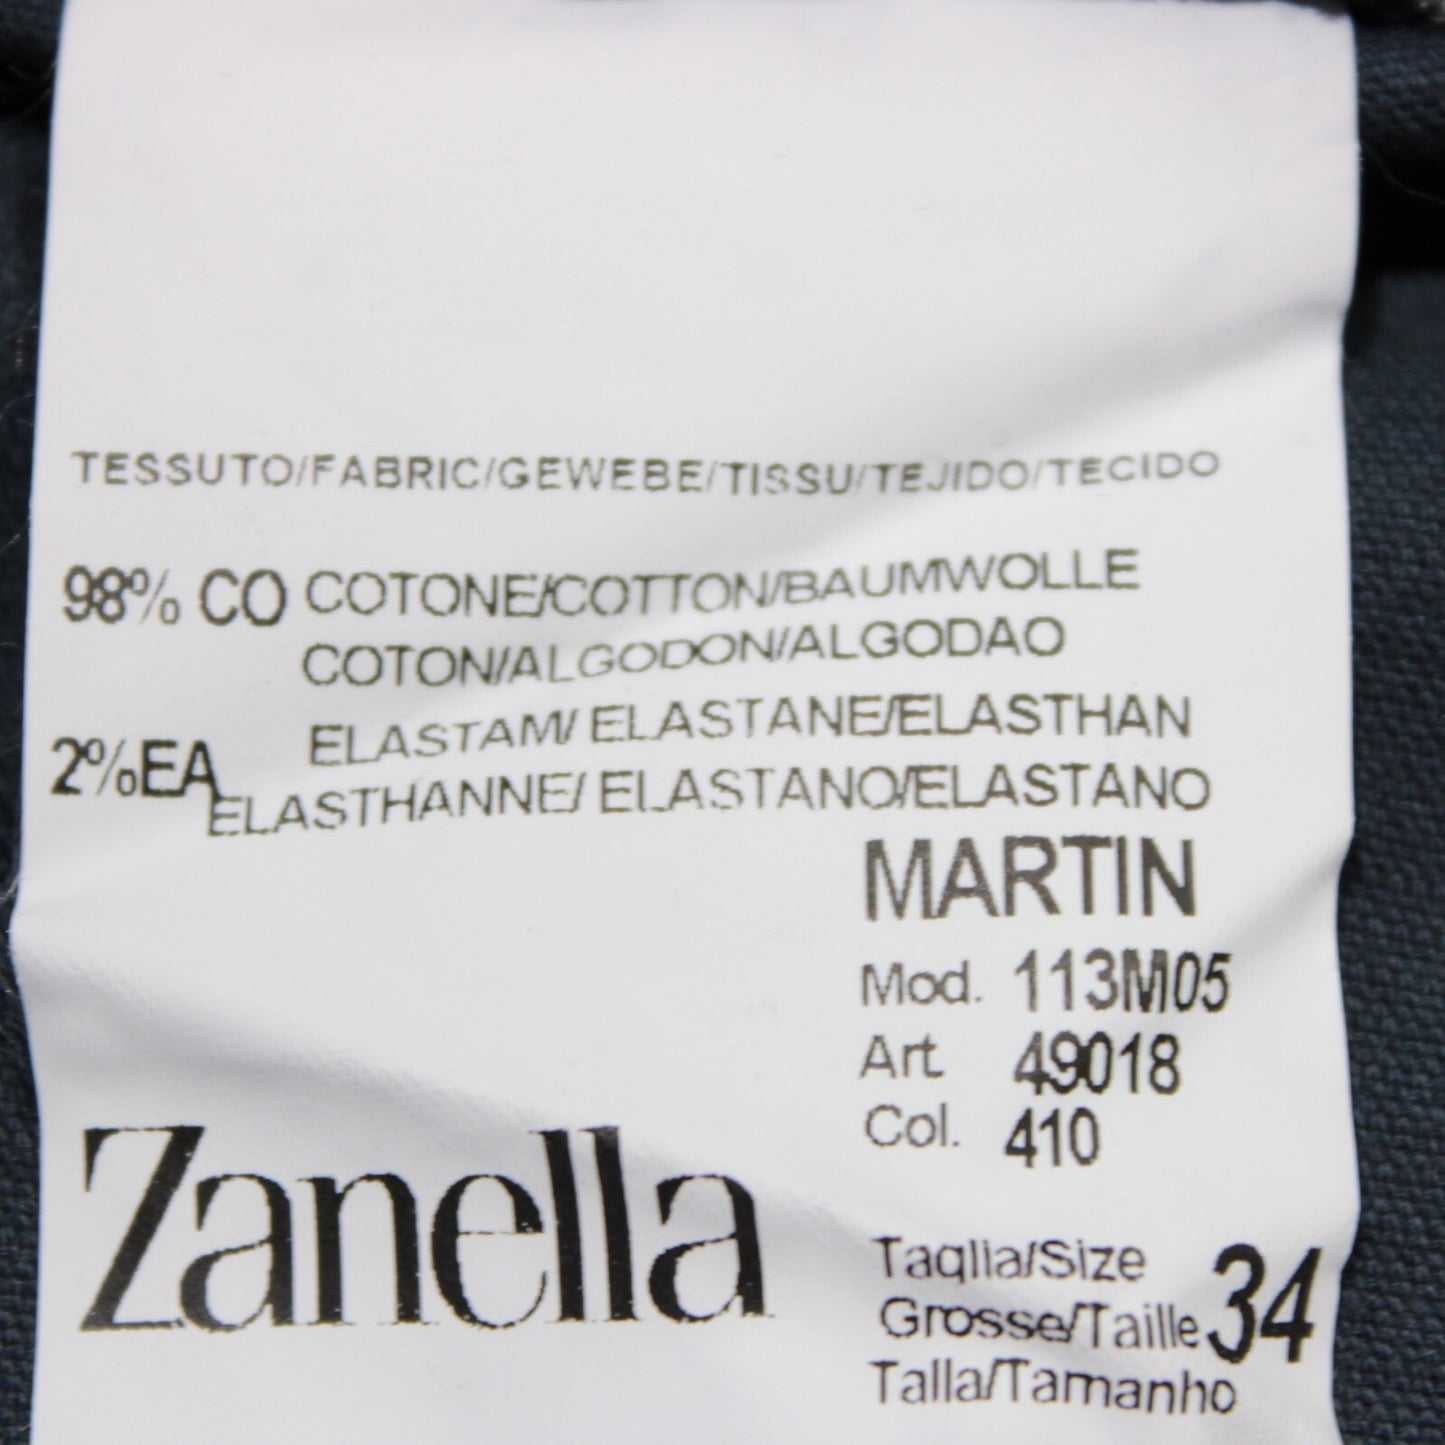 TESSUTO/FABRIC/GEWEBE/TISSU/TEJIDO/TECIDO
98% CO COTONE/COTTON/BAUMWOLLE
COTON/ALGODON/ALGODAO
2%EA ELASTAM/ ELASTANE/ELASTHAN
ELASTHANNE/ ELASTANO/ELASTANO
MARTIN
Mod. 113M05
Art. 49018
Col. 410
Zanella
Taglia/Size
Grosse/Taille 34
Talla/Tamanho